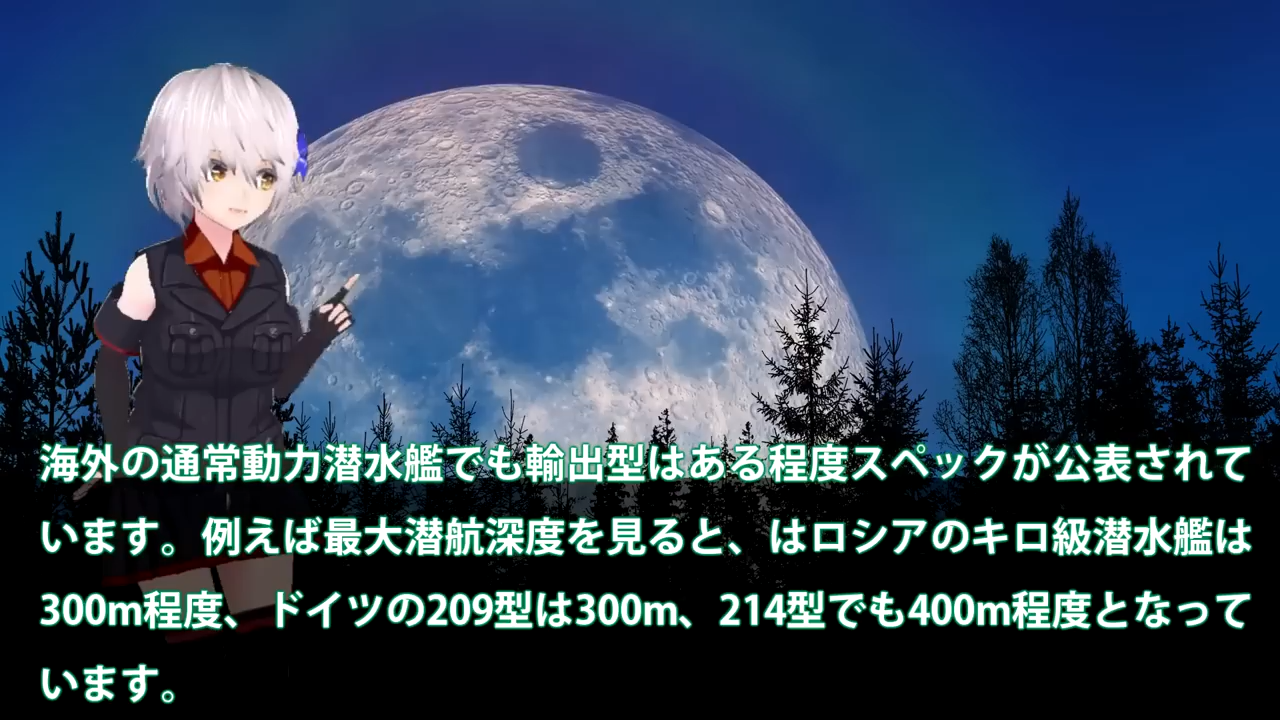 海外の通常動力潜水艦でも輸出型はある程度スペックが公表されて
います。例えば最大潜航深度を見ると、はロシアのキロ級潜水艦は
300m程度、ドイツの209型は300m、214型でも400m程度となって
います。